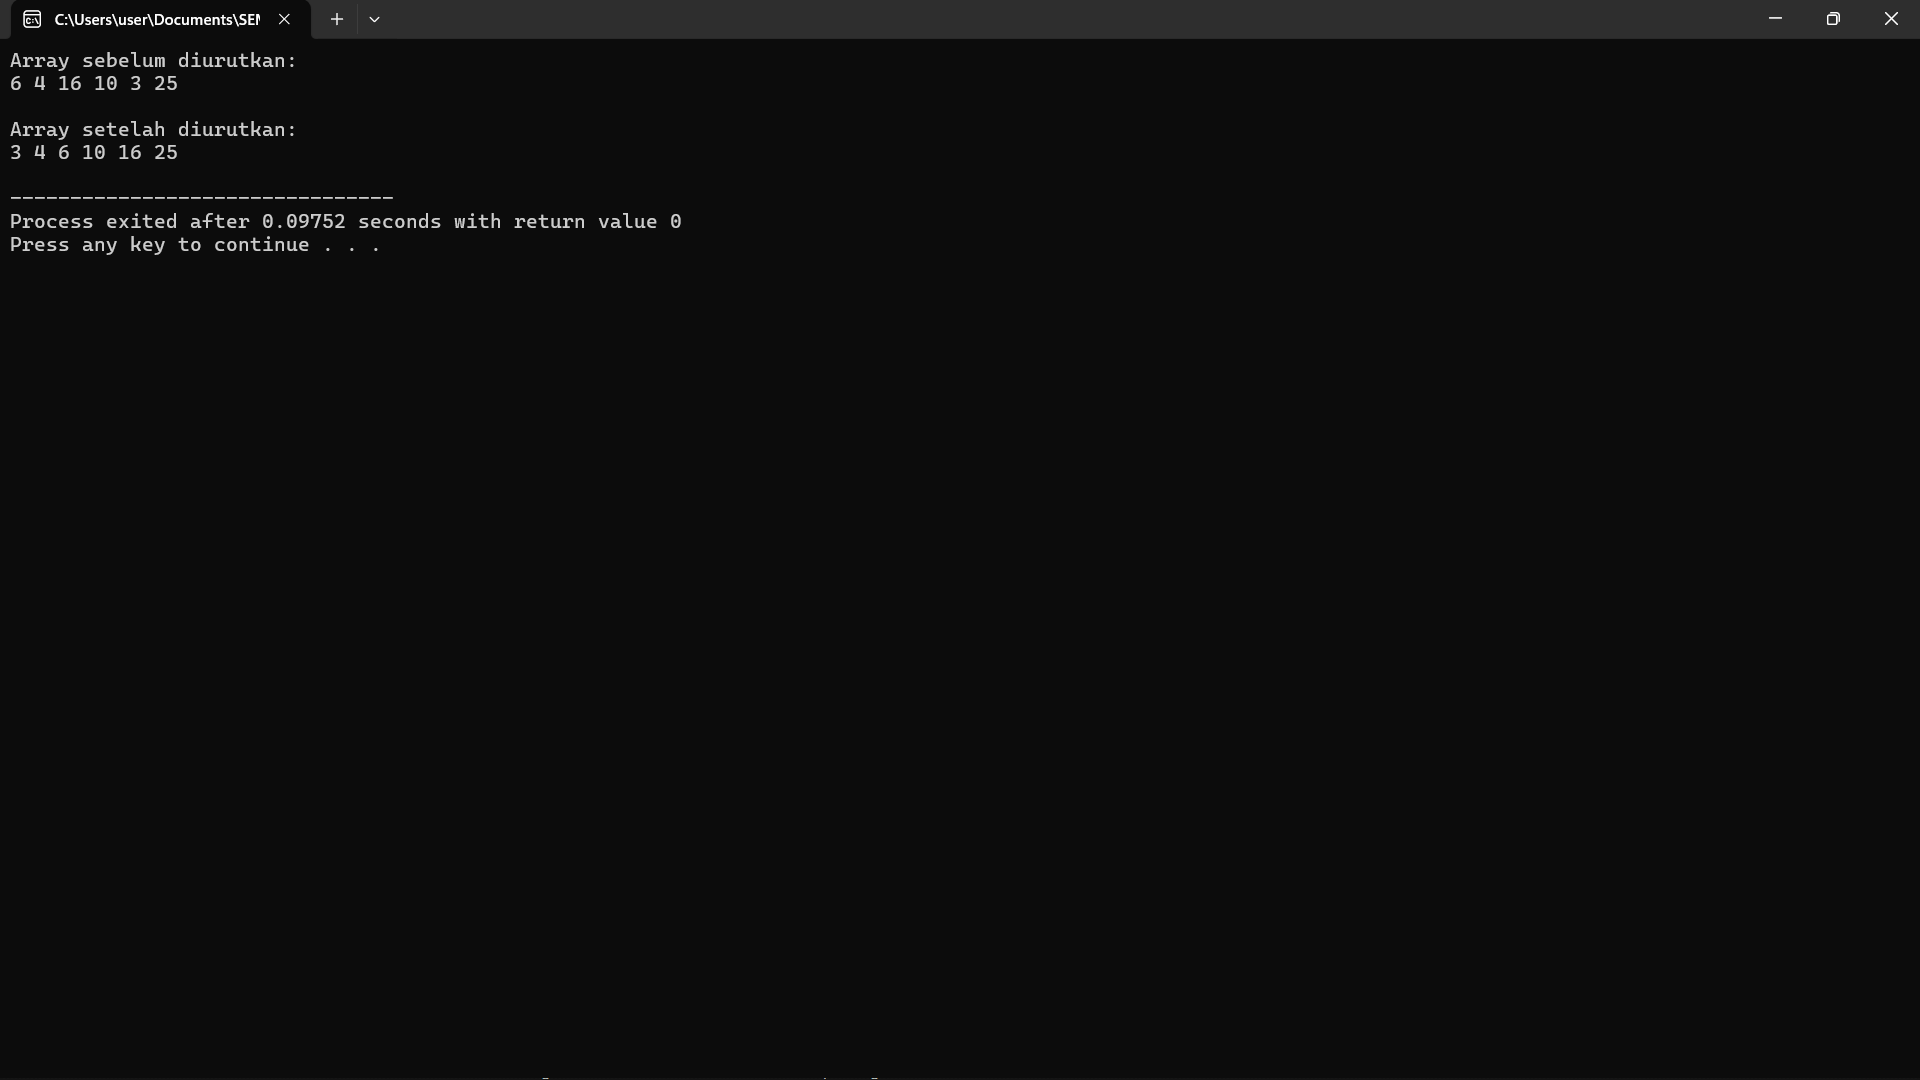 C:\Users\user\Documents\SEM
Array sebelum diurutkan:
6 4 16 10 3 25
Array setelah diurutkan:
3 4 6 10 16 25
--------------------------------
Process exited after 0.09752 seconds with return value 0
Press any key to continue . . .